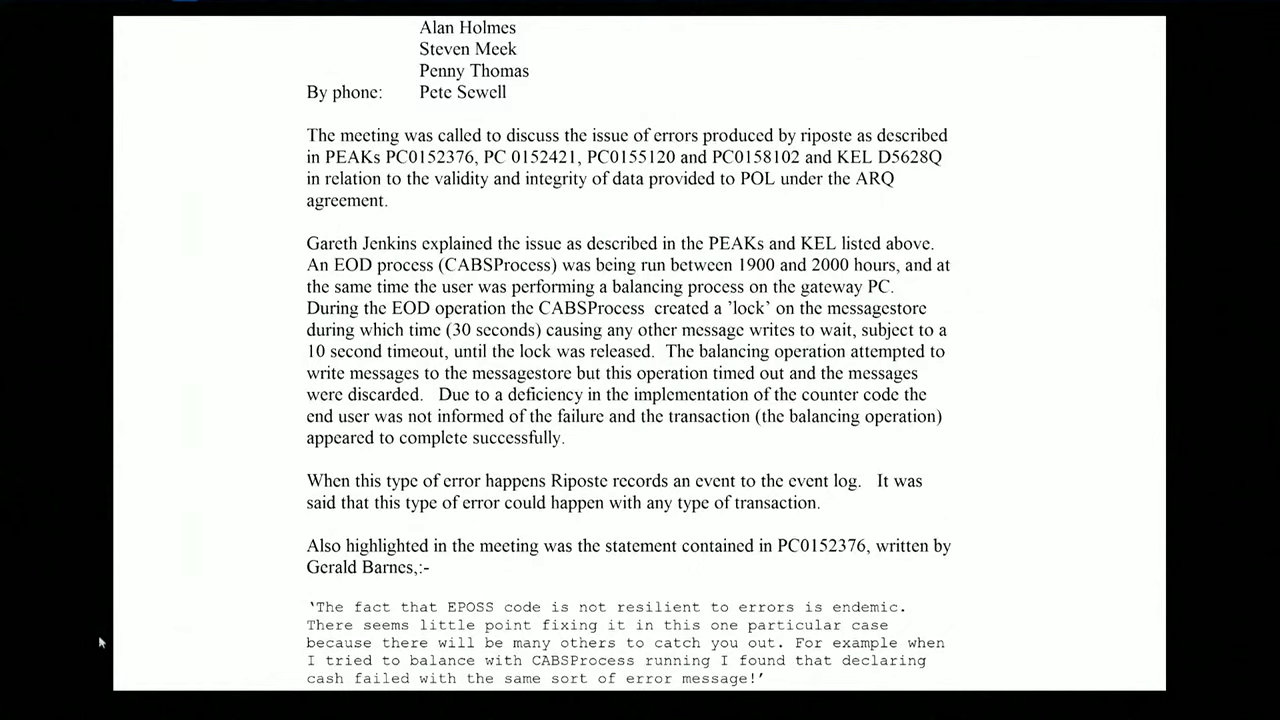 Alan Holmes
Steven Meek
Penny Thomas
By phone: Pete Sewell
The meeting was called to discuss the issue of errors produced by riposte as described
in PEAKs PC0152376, PC 0152421, PC0155120 and PC0158102 and KEL D5628Q
in relation to the validity and integrity of data provided to POL under the ARQ
agreement.
Gareth Jenkins explained the issue as described in the PEAKs and KEL listed above.
An EOD process (CABSProcess) was being run between 1900 and 2000 hours, and at
the same time the user was performing a balancing process on the gateway PC.
During the EOD operation the CABSProcess created a 'lock' on the messagestore
during which time (30 seconds) causing any other message writes to wait, subject to a
10 second timeout, until the lock was released. The balancing operation attempted to
write messages to the messagestore but this operation timed out and the messages
were discarded. Due to a deficiency in the implementation of the counter code the
end user was not informed of the failure and the transaction (the balancing operation)
appeared to complete successfully.
When this type of error happens Riposte records an event to the event log. It was
said that this type of error could happen with any type of transaction.
Also highlighted in the meeting was the statement contained in PC0152376, written by
Gerald Barnes,:-
‘The fact that EPOSS code is not resilient to errors is endemic.
There seems little point fixing it in this one particular case
because there will be many others to catch you out. For example when
I tried to balance with CABSProcess running I found that declaring
cash failed with the same sort of error message!’